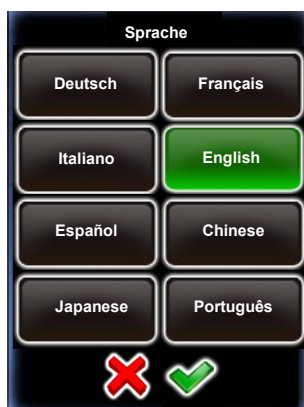 Sprache
Deutsch Français
Italiano English
Español Chinese
Japanese Português